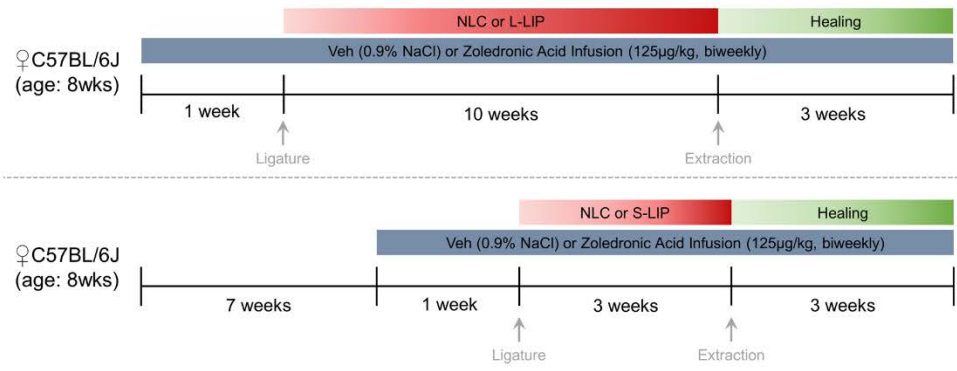 NLC or L-LIP
Healing
Veh (0.9% NaCl) or Zoledronic Acid Infusion (125µg/kg, biweekly)
♀C57BL/6J
(age: 8wks)
1 week
10 weeks
3 weeks
Ligature
Extraction
NLC or S-LIP
Healing
Veh (0.9% NaCl) or Zoledronic Acid Infusion (125µg/kg, biweekly)
♀C57BL/6J
(age: 8wks)
7 weeks
1 week
3 weeks
3 weeks
Ligature
Extraction